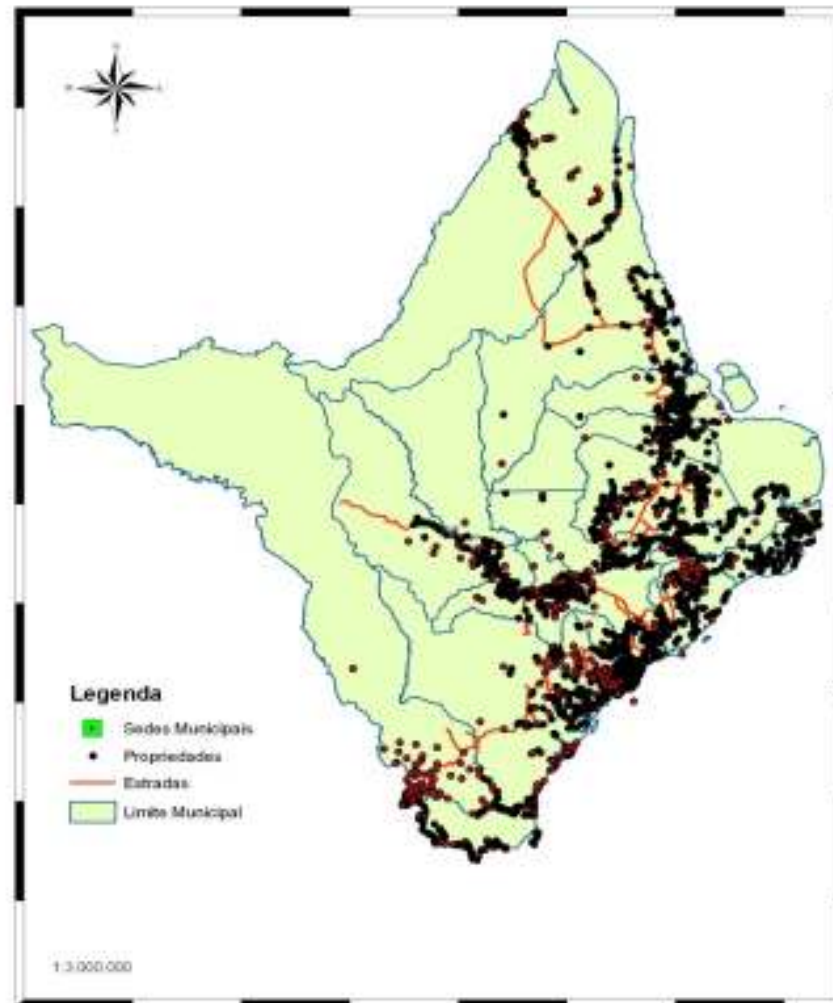 Legenda
Sedes Municipais
Propriedades
Estradas
Limite Municipal
1:3.000.000